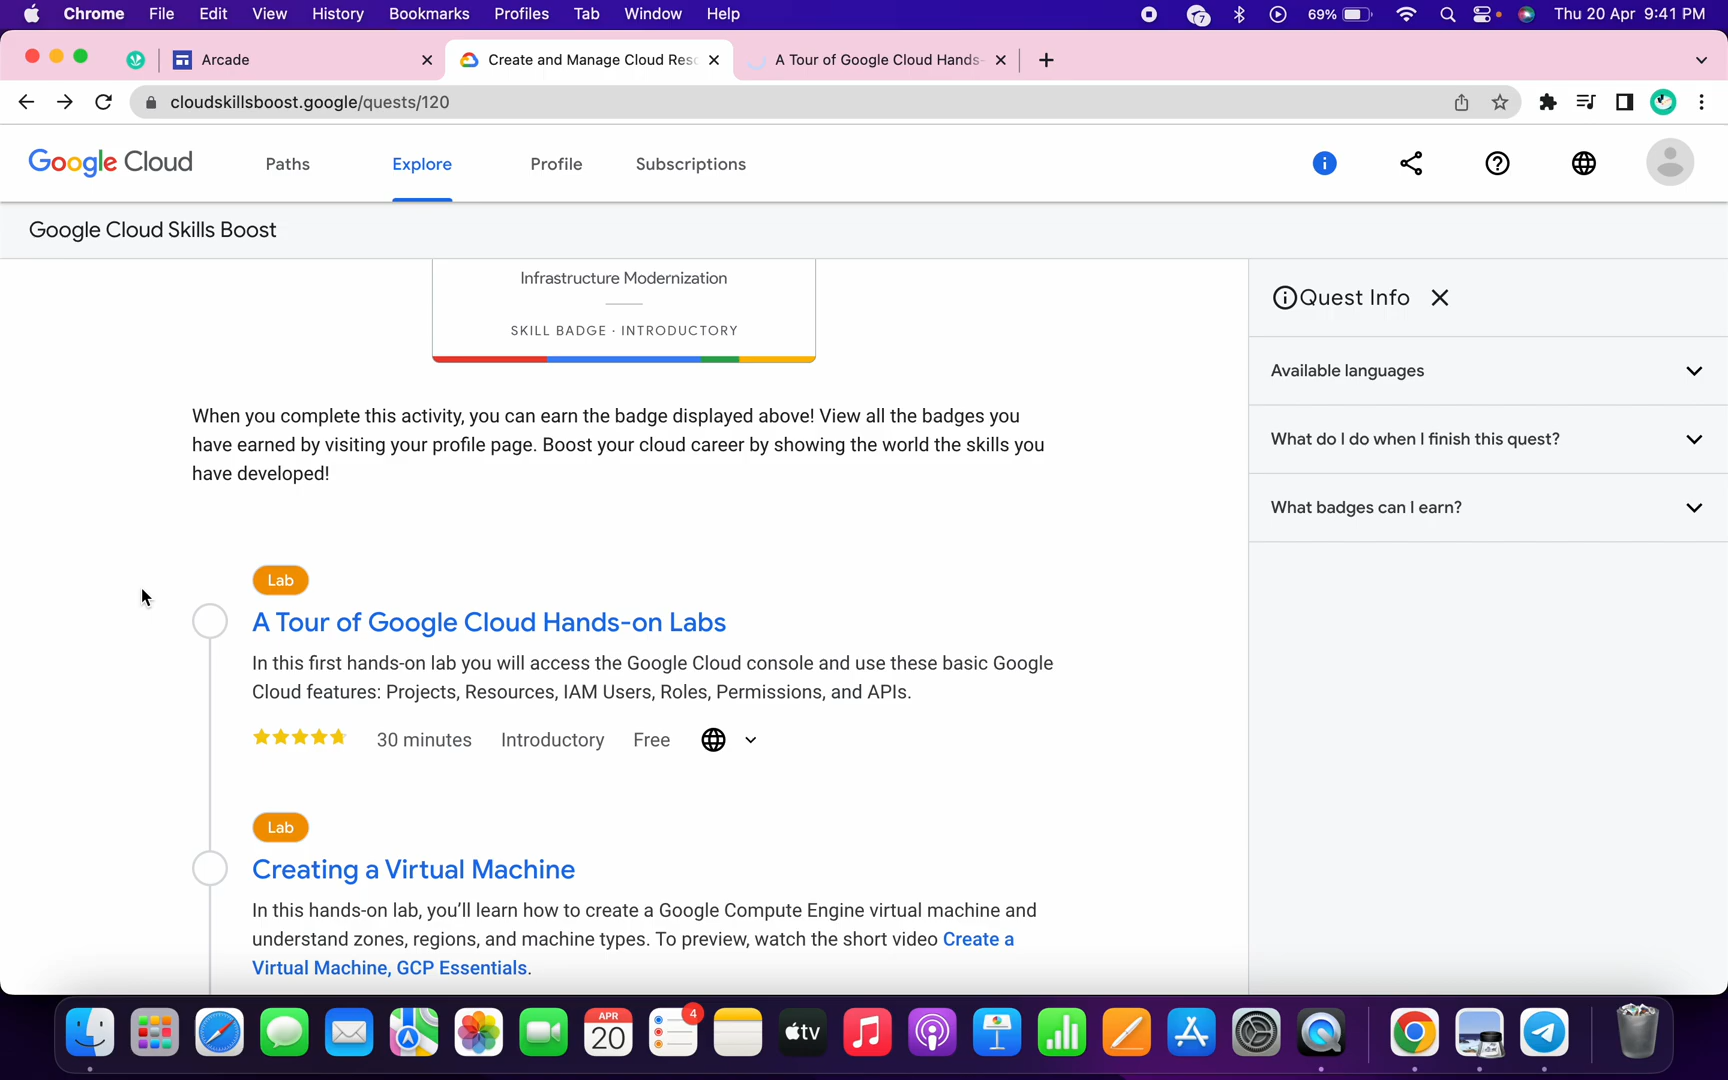 Chrome File Edit View History Bookmarks Profiles Tab Window Help 7 69% Thu 20 Apr 9:41 PM
Arcade Create and Manage Cloud Res A Tour of Google Cloud Hands-
cloudskillsboost.google/quests/120
Google Cloud Paths Explore Profile Subscriptions
Google Cloud Skills Boost
Infrastructure Modernization
SKILL BADGE · INTRODUCTORY
When you complete this activity, you can earn the badge displayed above! View all the badges you
have earned by visiting your profile page. Boost your cloud career by showing the world the skills you
have developed!
Lab
A Tour of Google Cloud Hands-on Labs
In this first hands-on lab you will access the Google Cloud console and use these basic Google
Cloud features: Projects, Resources, IAM Users, Roles, Permissions, and APIs.
30 minutes Introductory Free
Lab
Creating a Virtual Machine
In this hands-on lab, you'll learn how to create a Google Compute Engine virtual machine and
understand zones, regions, and machine types. To preview, watch the short video Create a
Virtual Machine, GCP Essentials.
Quest Info
Available languages
What do I do when I finish this quest?
What badges can I earn?
APR
20
4
tv